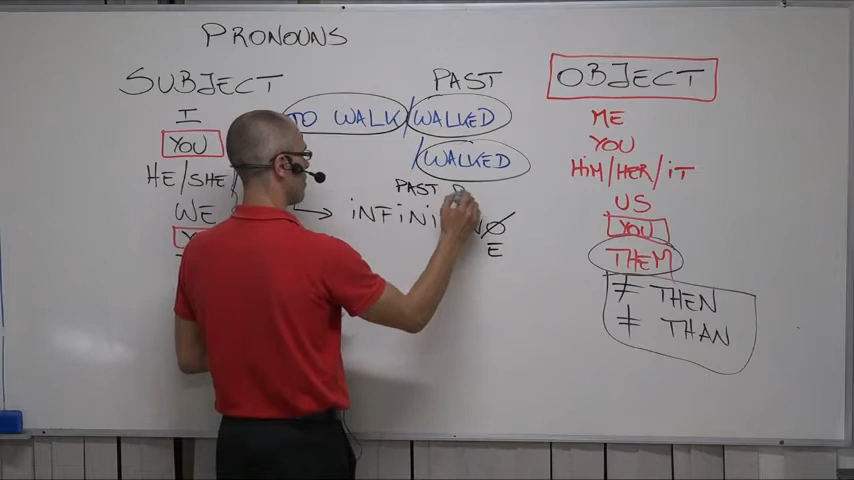 PRONOUNS
SUBJECT
PAST
OBJECT
I
TO WALK/WALKED
ME
YOU
/WALKED
YOU
HE/SHE/
PAST
HiM/HER/iT
WE
US
YOU
E
THEM
≠ THEN
≠ THAN